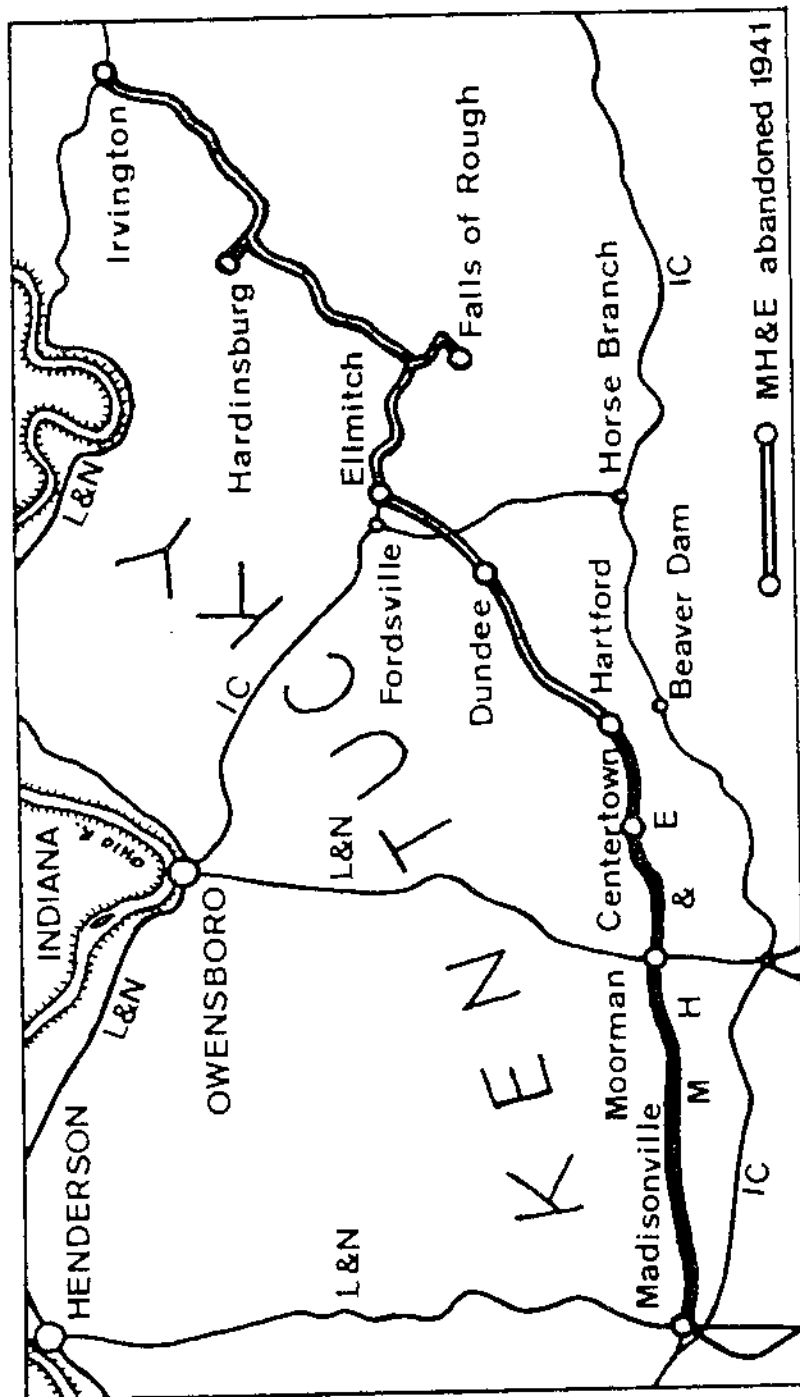 HENDERSON
L&N
INDIANA
OHIO R.
L&N
OWENSBORO
L&N
IC
L&N
Irvington
Hardinsburg
Falls of Rough
Ellmitch
Fordsville
Dundee
Horse Branch
IC
Hartford
Beaver Dam
Centertown
Moorman
Madisonville
M H & E
IC
KENTUCKY
MH&E abandoned 1941